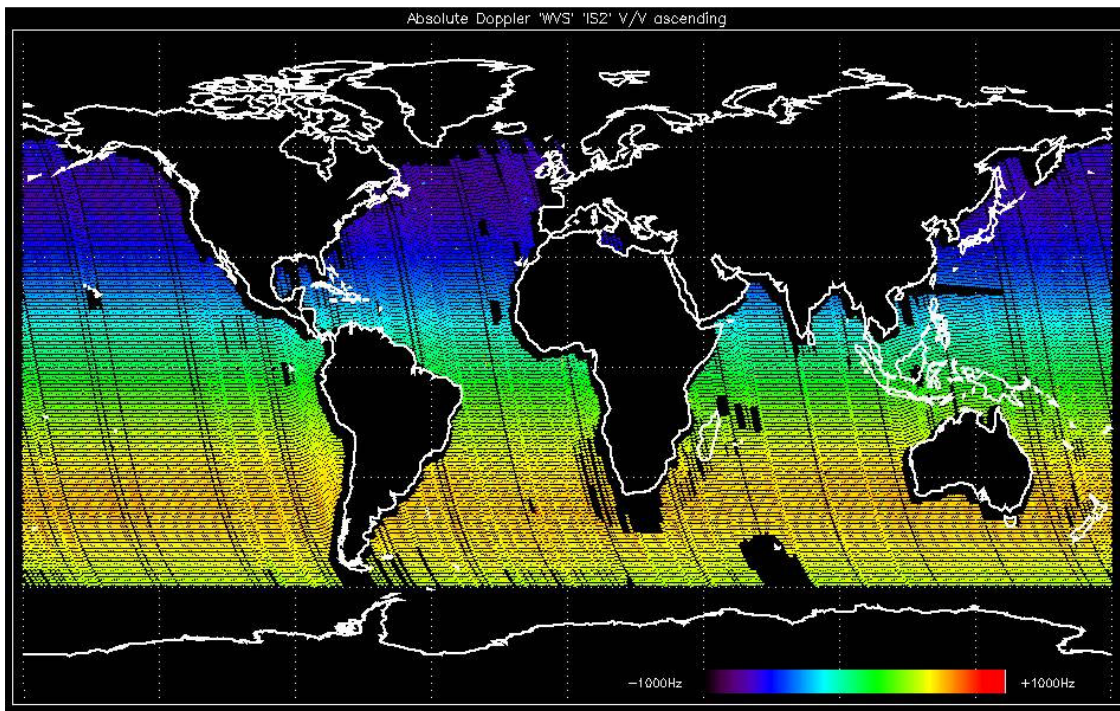 Absolute Doppler 'WVS' 'IS2' V/V ascending
-1000Hz +1000Hz